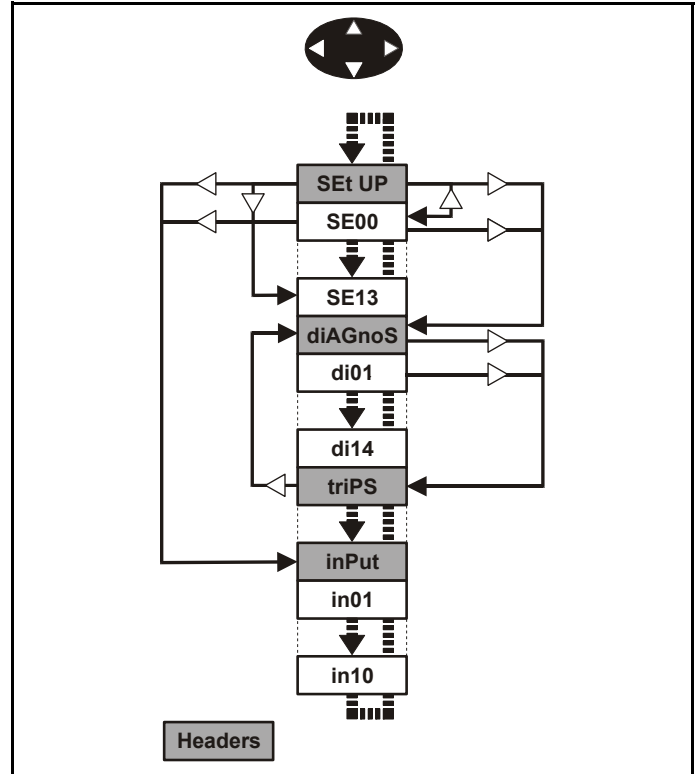 SEt UP
SE00
SE13
diAGnoS
di01
di14
triPS
inPut
in01
in10
Headers